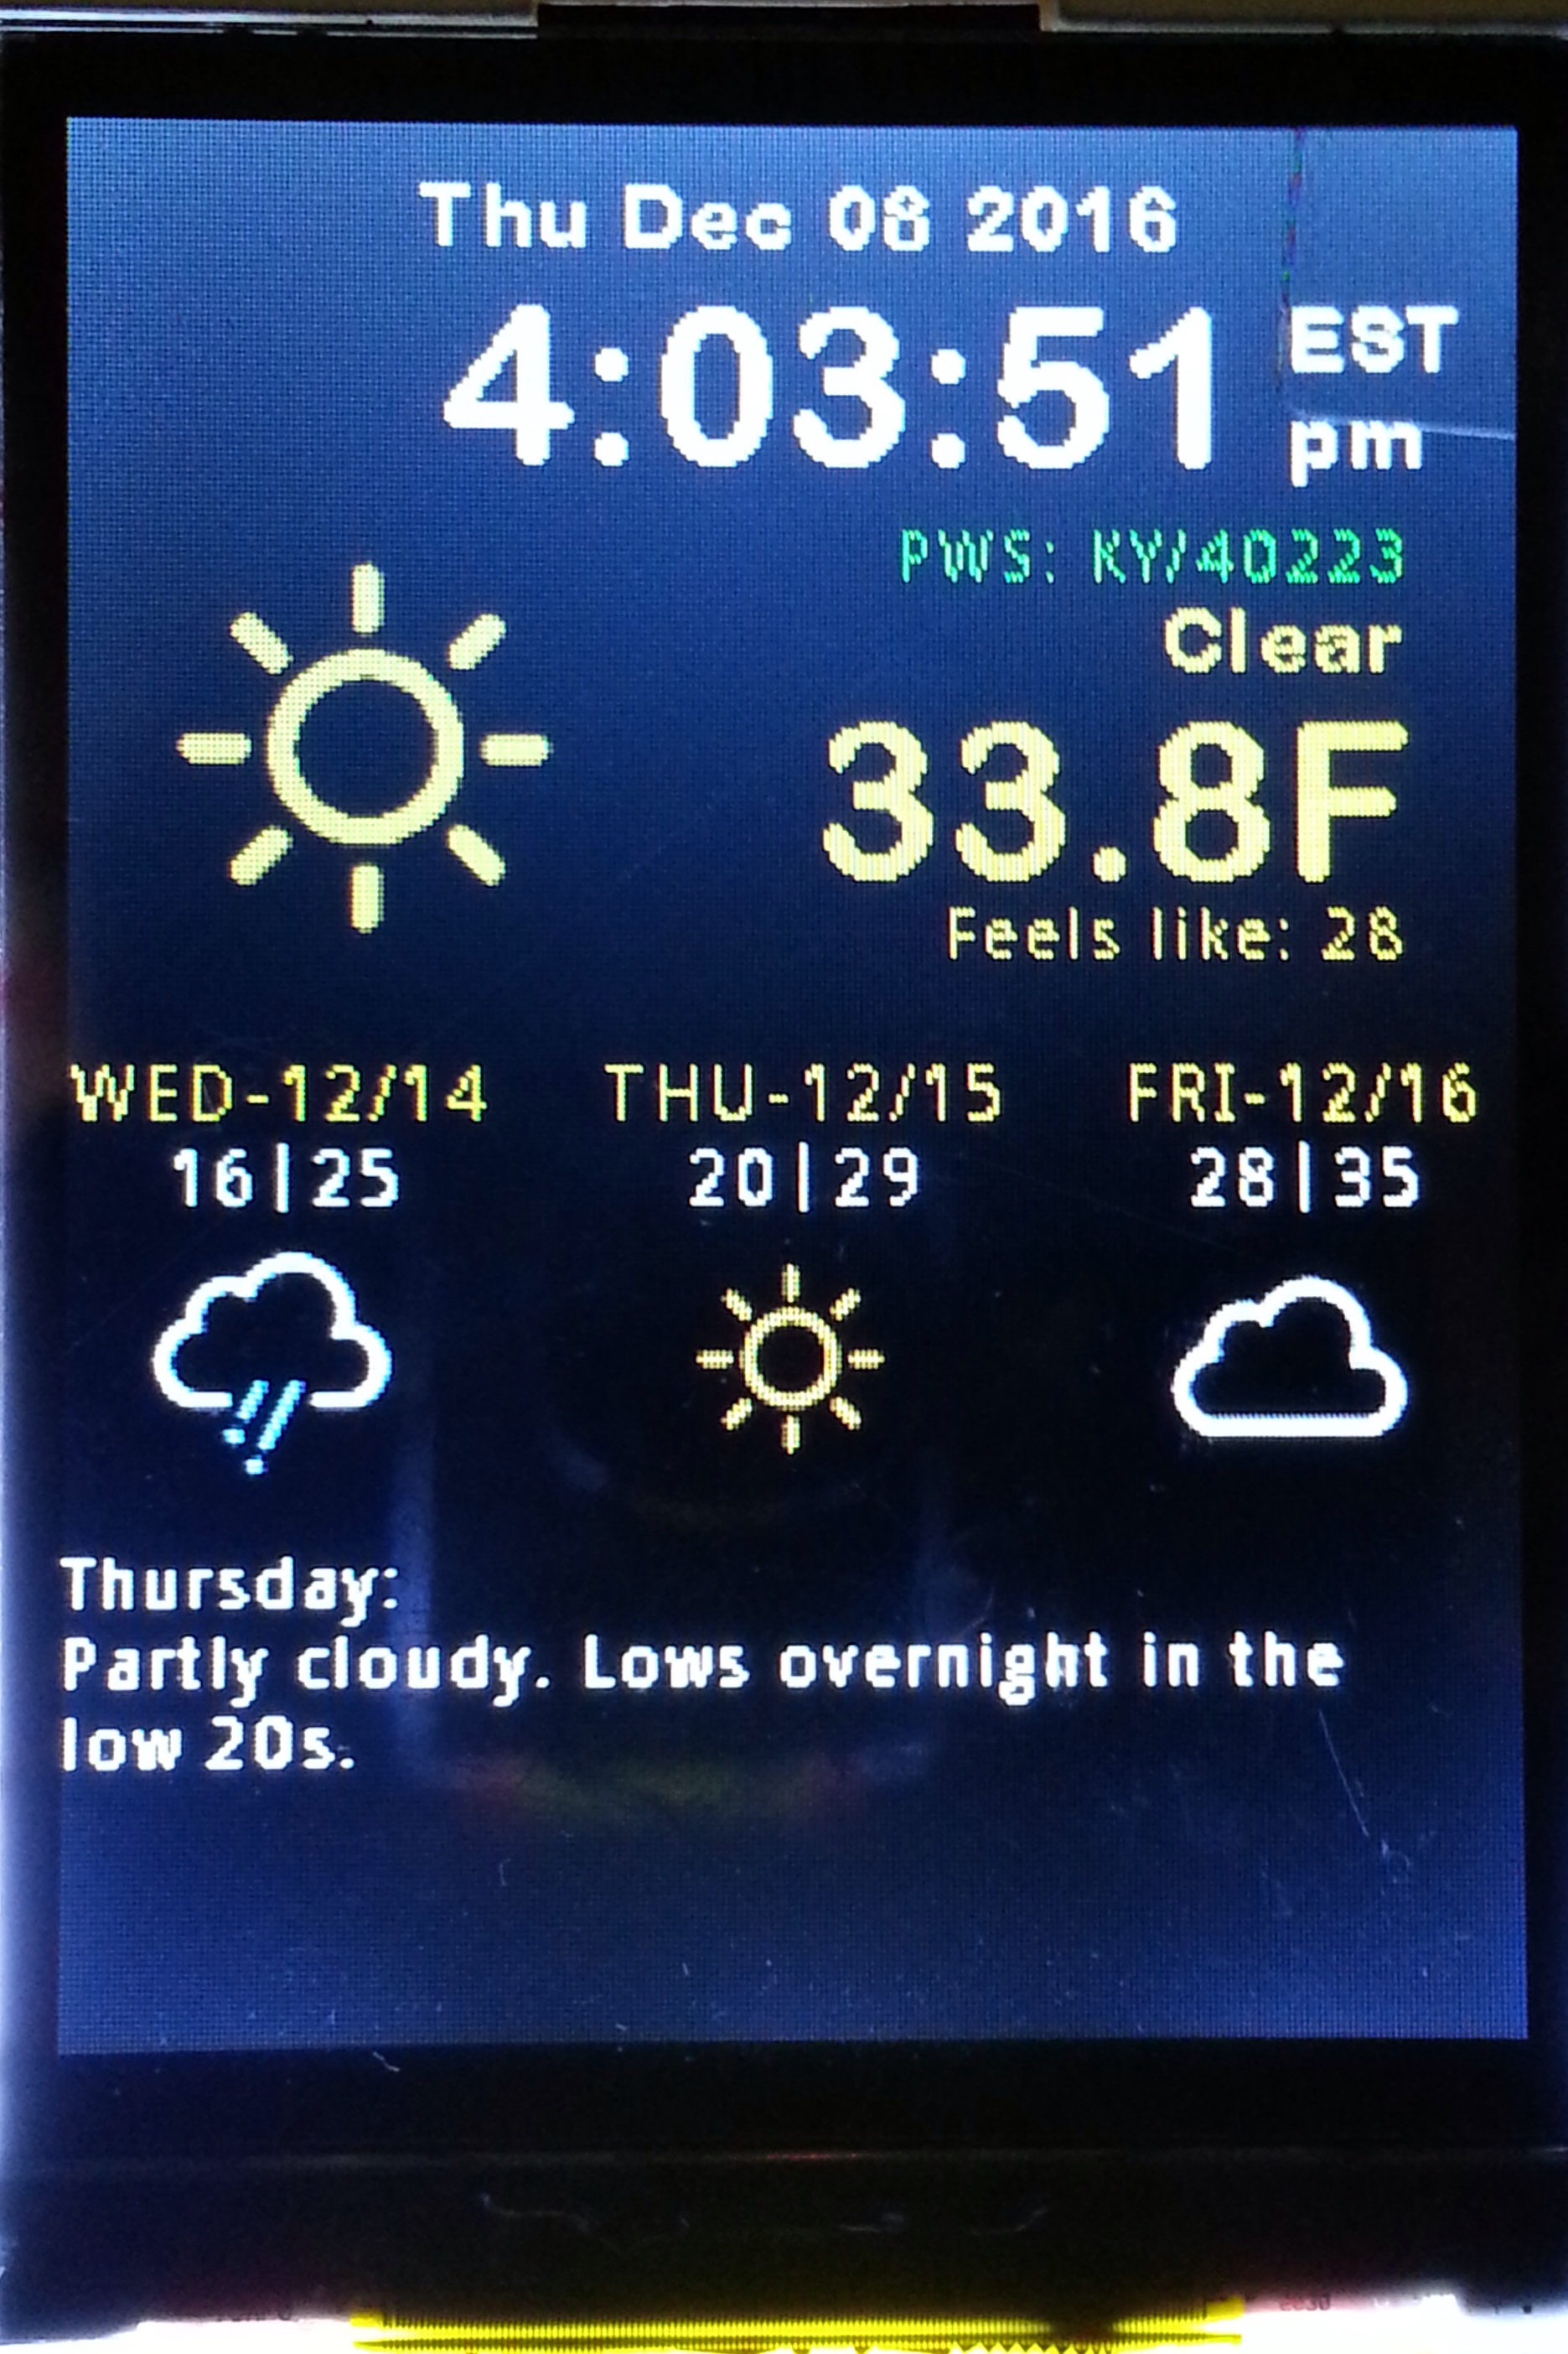 Thu Dec 08 2016
4:03:51 EST
pm
PWS: KY/40223
Clear
33.8F
Feels like: 28
WED-12/14 THU-12/15 FRI-12/16
16|25 20|29 28|35
Thursday:
Partly cloudy. Lows overnight in the
low 20s.